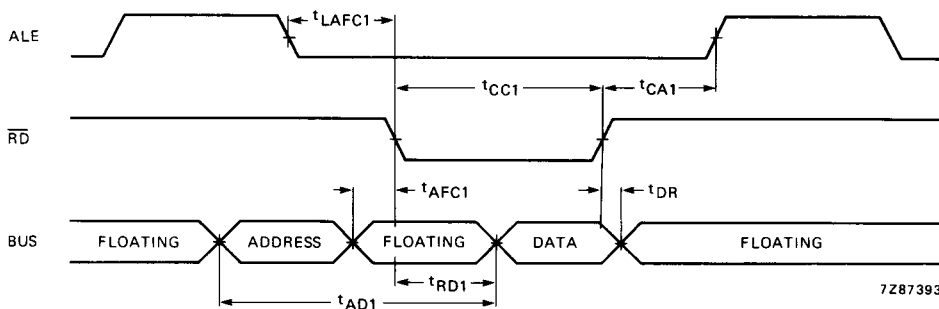 ALE
tLAFC1
tCC1
tCA1
RD
tAFC1
tDR
BUS
FLOATING
ADDRESS
FLOATING
DATA
FLOATING
tRD1
tAD1
7Z87393